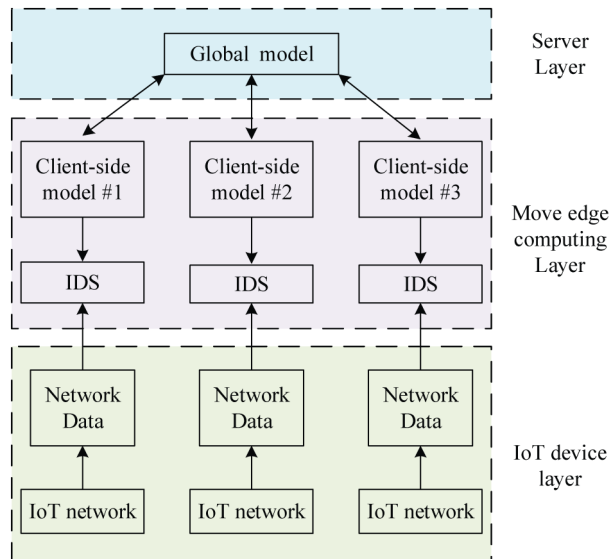 Global model
Server
Layer
Client-side
model #1
Client-side
model #2
Client-side
model #3
Move edge
computing
Layer
IDS
IDS
IDS
Network
Data
Network
Data
Network
Data
IoT device
layer
IoT network
IoT network
IoT network